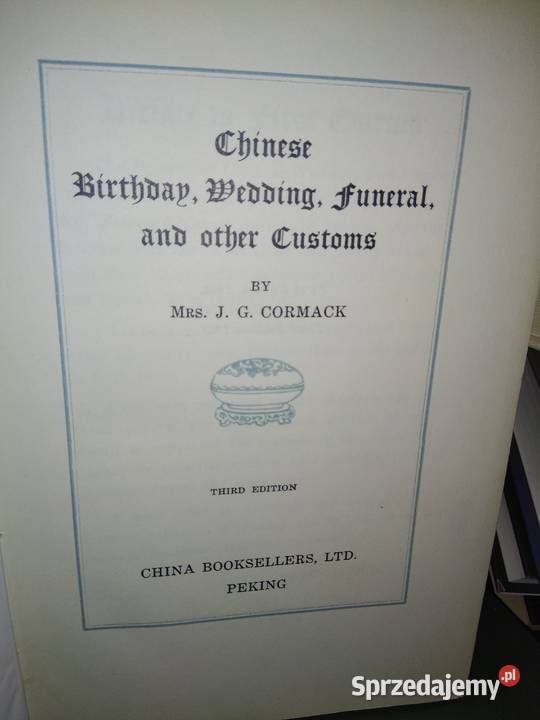 Chinese
Birthday, Wedding, Funeral,
and other Customs
BY
MRS. J. G. CORMACK
THIRD EDITION
CHINA BOOKSELLERS, LTD.
PEKING
Sprzedajemy.pl